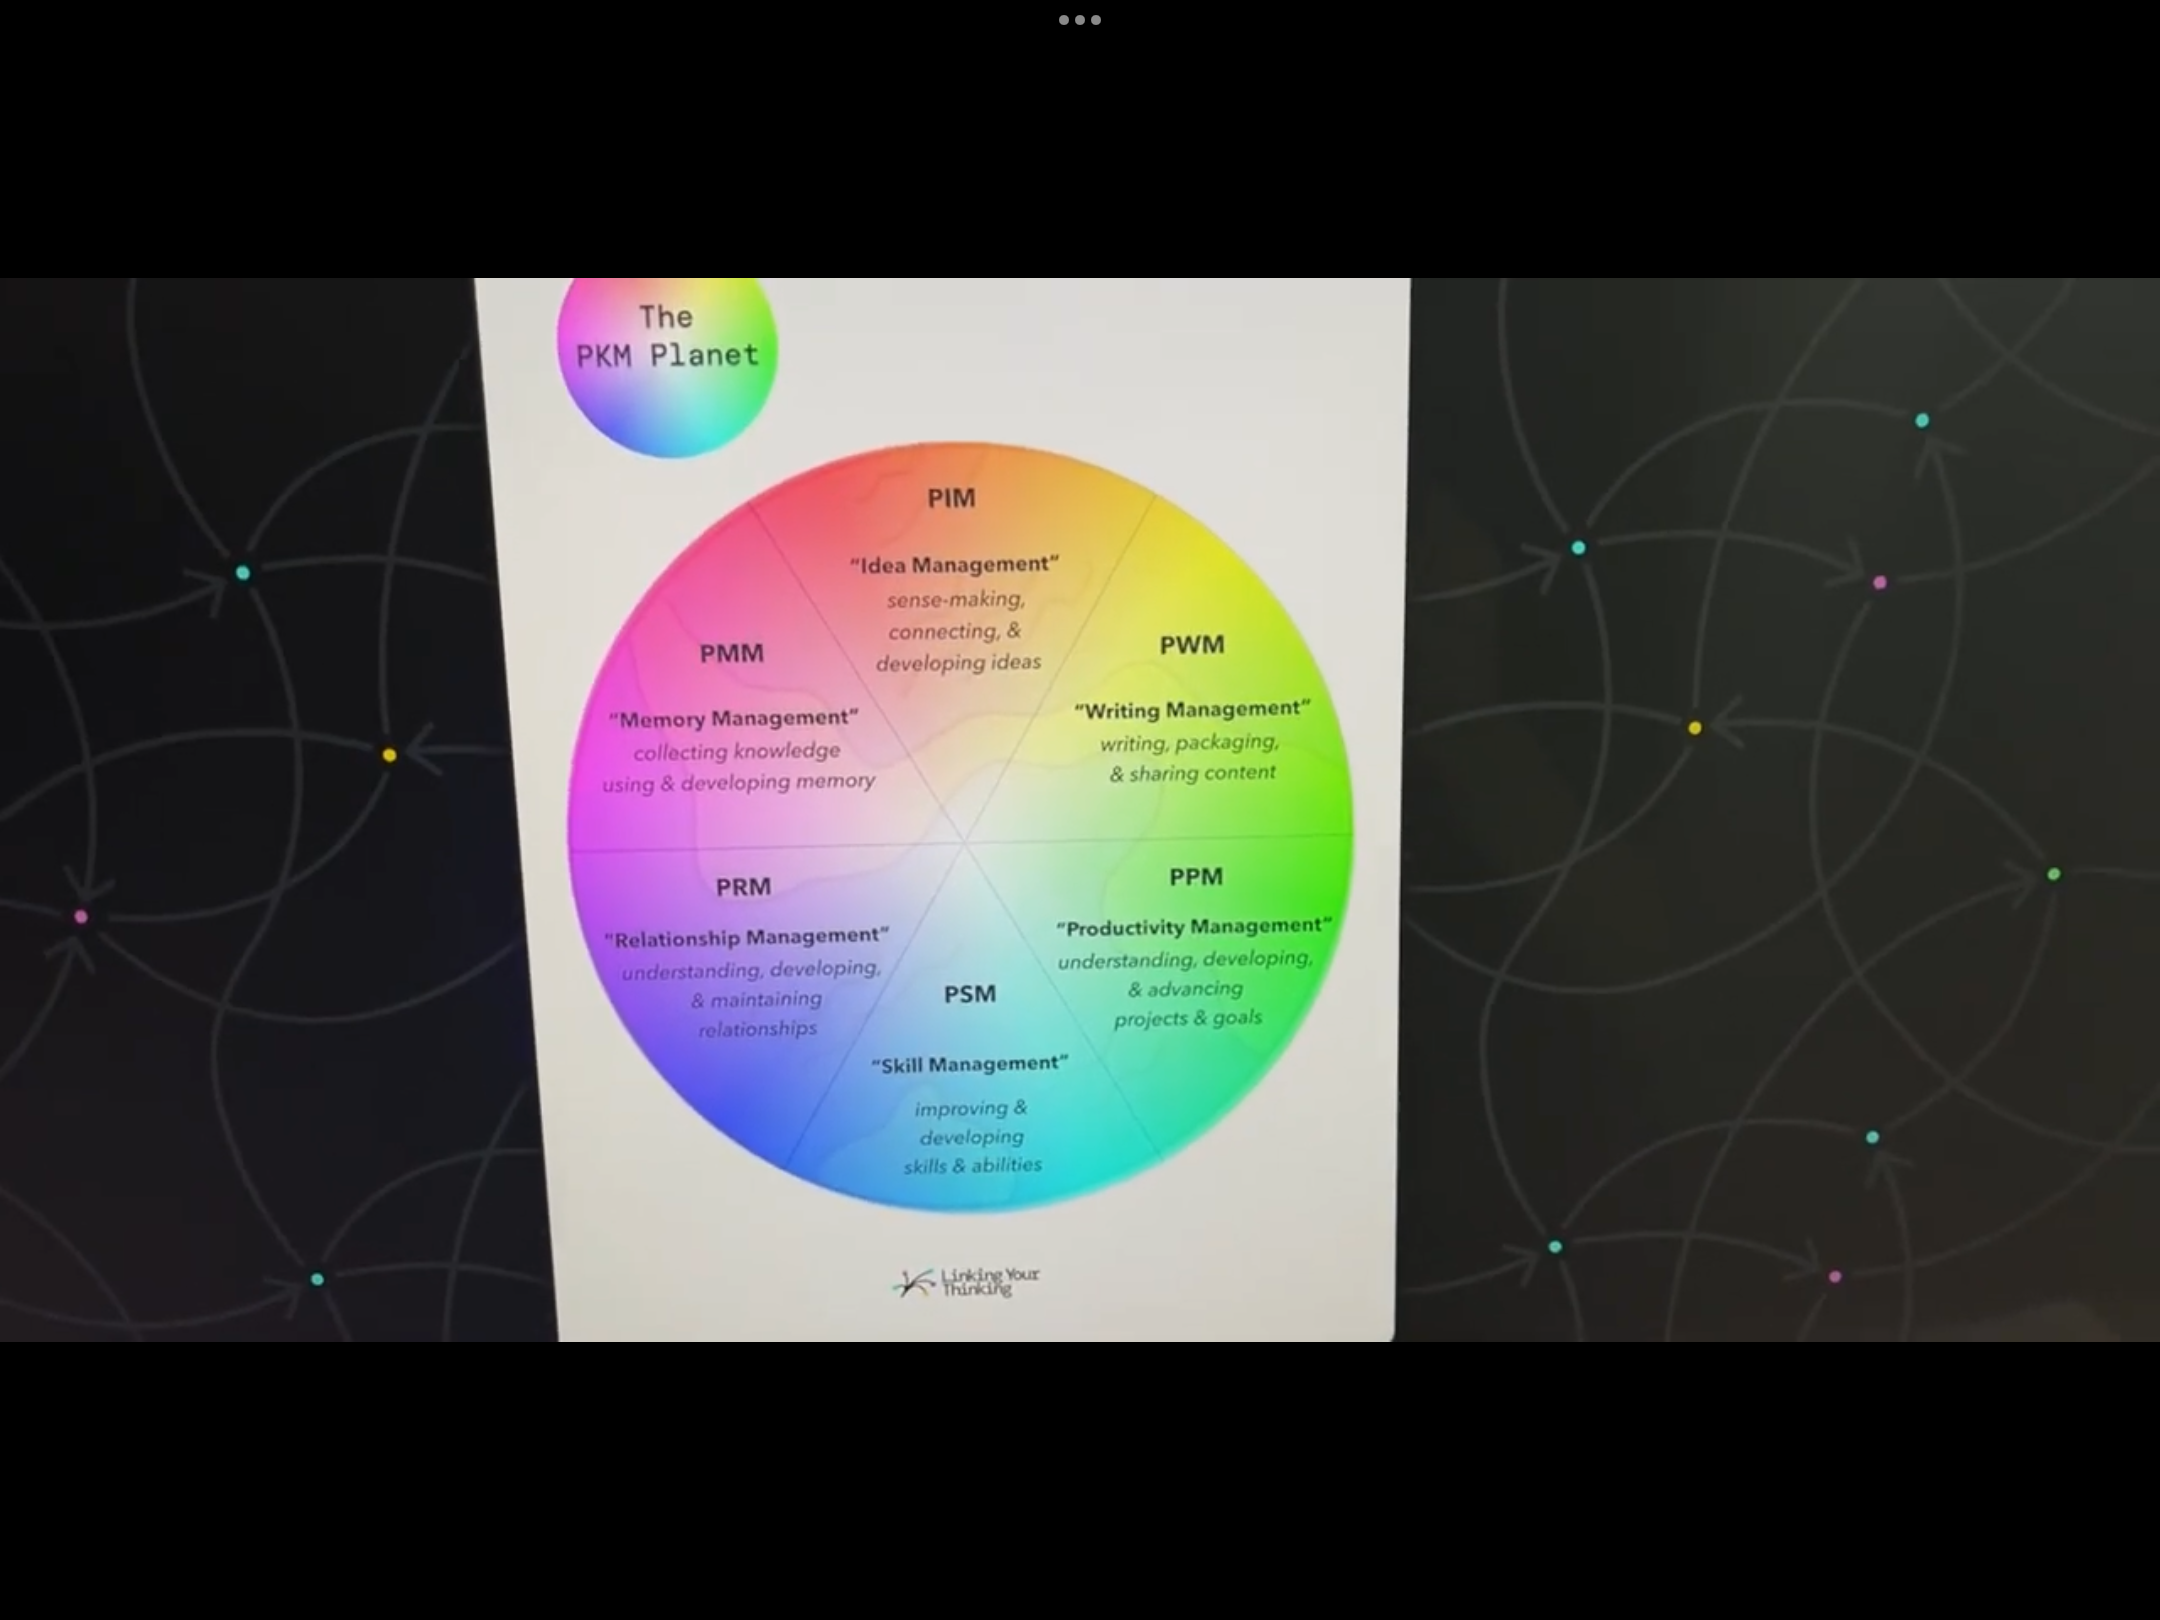 The
PKM Planet
PIM
“Idea Management”
sense-making,
connecting, &
developing ideas
PWM
“Writing Management”
writing, packaging,
& sharing content
PPM
“Productivity Management”
understanding, developing,
& advancing
projects & goals
PSM
“Skill Management”
improving &
developing
skills & abilities
PRM
“Relationship Management”
understanding, developing,
& maintaining
relationships
PMM
“Memory Management”
collecting knowledge
using & developing memory
Linking Your
Thinking